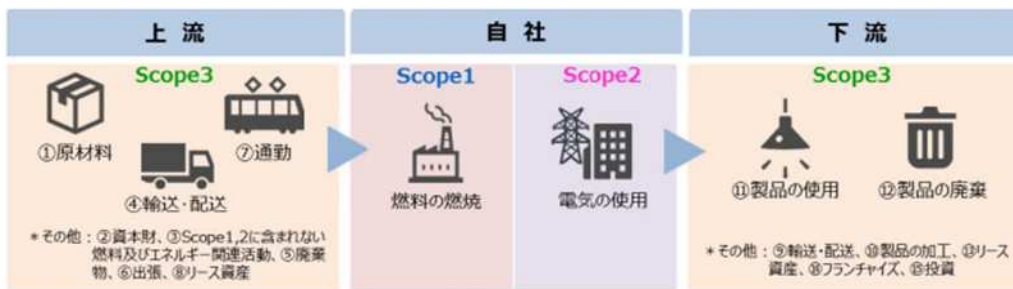 上流
自社
下流
Scope3
①原材料
⑦通勤
④輸送・配送
*その他：②資本財、③Scope1,2に含まれない
燃料及びエネルギー関連活動、⑤廃棄
物、⑥出張、⑧リース資産
Scope1
燃料の燃焼
Scope2
電気の使用
Scope3
⑪製品の使用
⑫製品の廃棄
*その他：⑨輸送・配送、⑩製品の加工、⑬リース
資産、⑭フランチャイズ、⑮投資